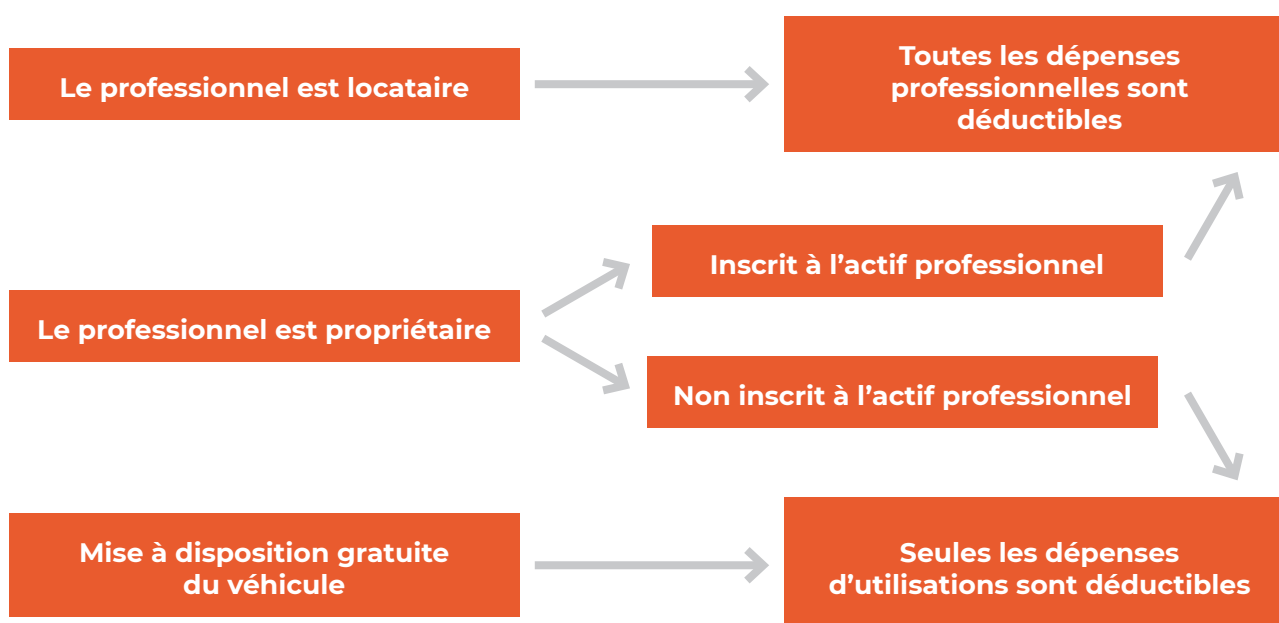 Le professionnel est locataire
Toutes les dépenses
professionnelles sont
déductibles
Inscrit à l’actif professionnel
Le professionnel est propriétaire
Non inscrit à l’actif professionnel
Mise à disposition gratuite
du véhicule
Seules les dépenses
d’utilisations sont déductibles